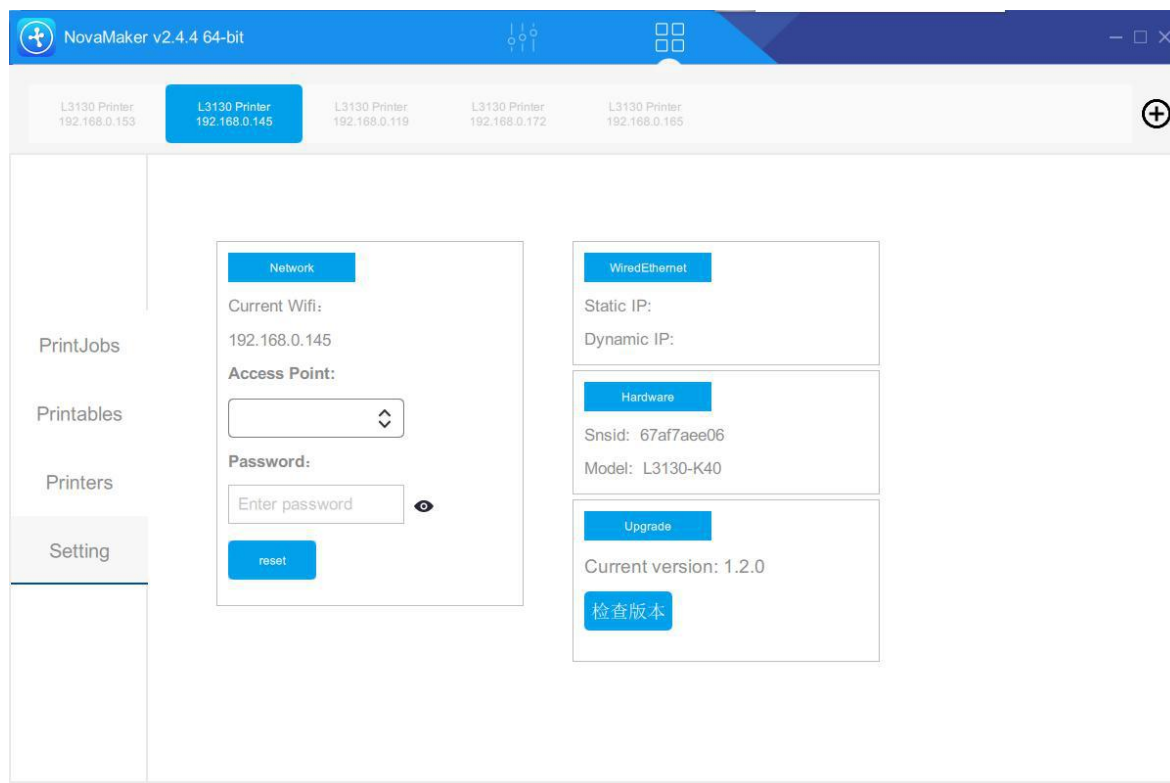 NovaMaker v2.4.4 64-bit
L3130 Printer
192.168.0.153
L3130 Printer
192.168.0.145
L3130 Printer
192.168.0.119
L3130 Printer
192.168.0.172
L3130 Printer
192.168.0.165
PrintJobs
Printables
Printers
Setting
Network
Current Wifi：
192.168.0.145
Access Point:
Password：
Enter password
reset
WiredEthernet
Static IP:
Dynamic IP:
Hardware
Snsid: 67af7aee06
Model: L3130-K40
Upgrade
Current version: 1.2.0
检查版本